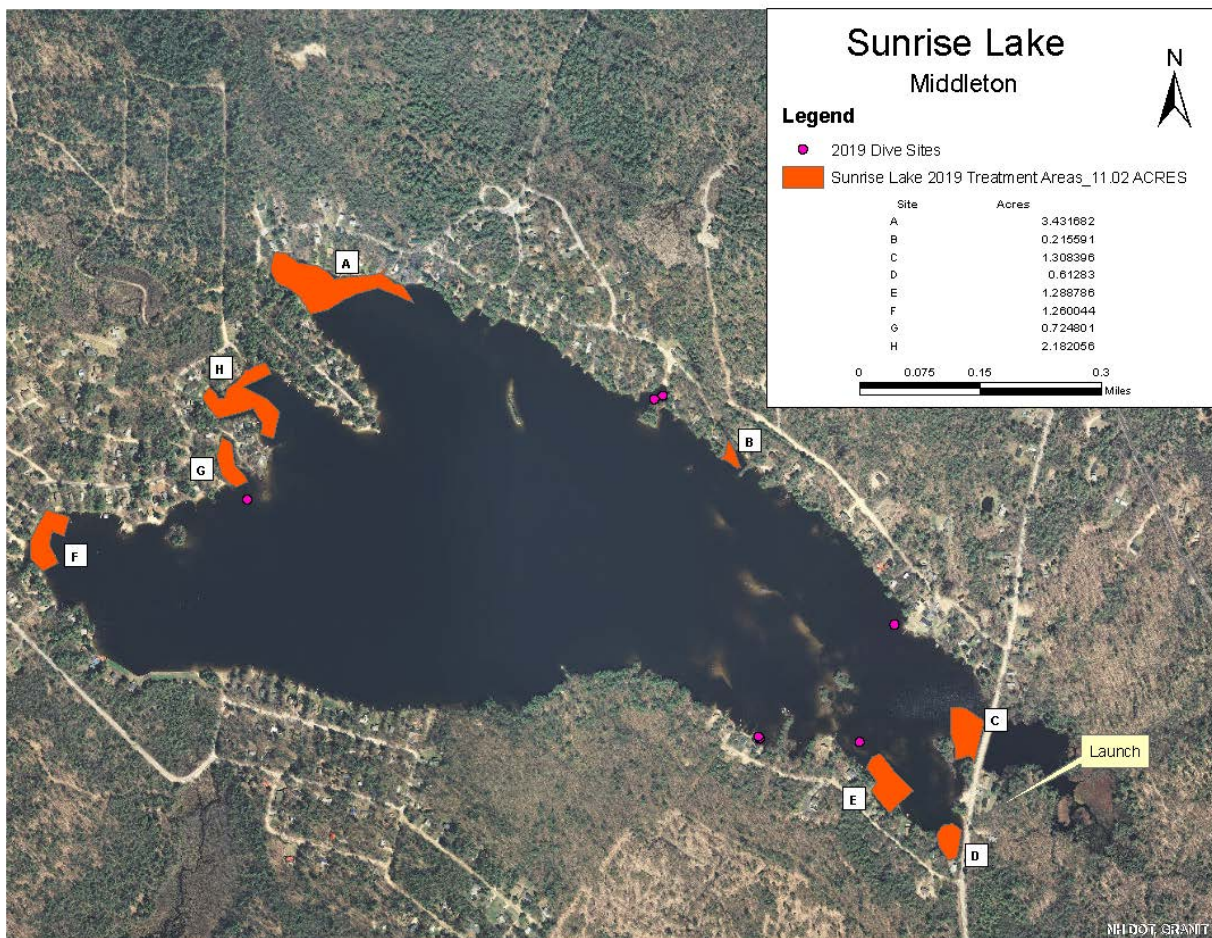 Sunrise Lake
Middleton
N
Legend
2019 Dive Sites
Sunrise Lake 2019 Treatment Areas_11.02 ACRES
Site Acres
A 3.431682
B 0.215591
C 1.308396
D 0.61283
E 1.288786
F 1.260044
G 0.724801
H 2.182056
0 0.075 0.15 0.3
Miles
A
H
B
G
F
C
Launch
E
D
NH DOT, GRANIT